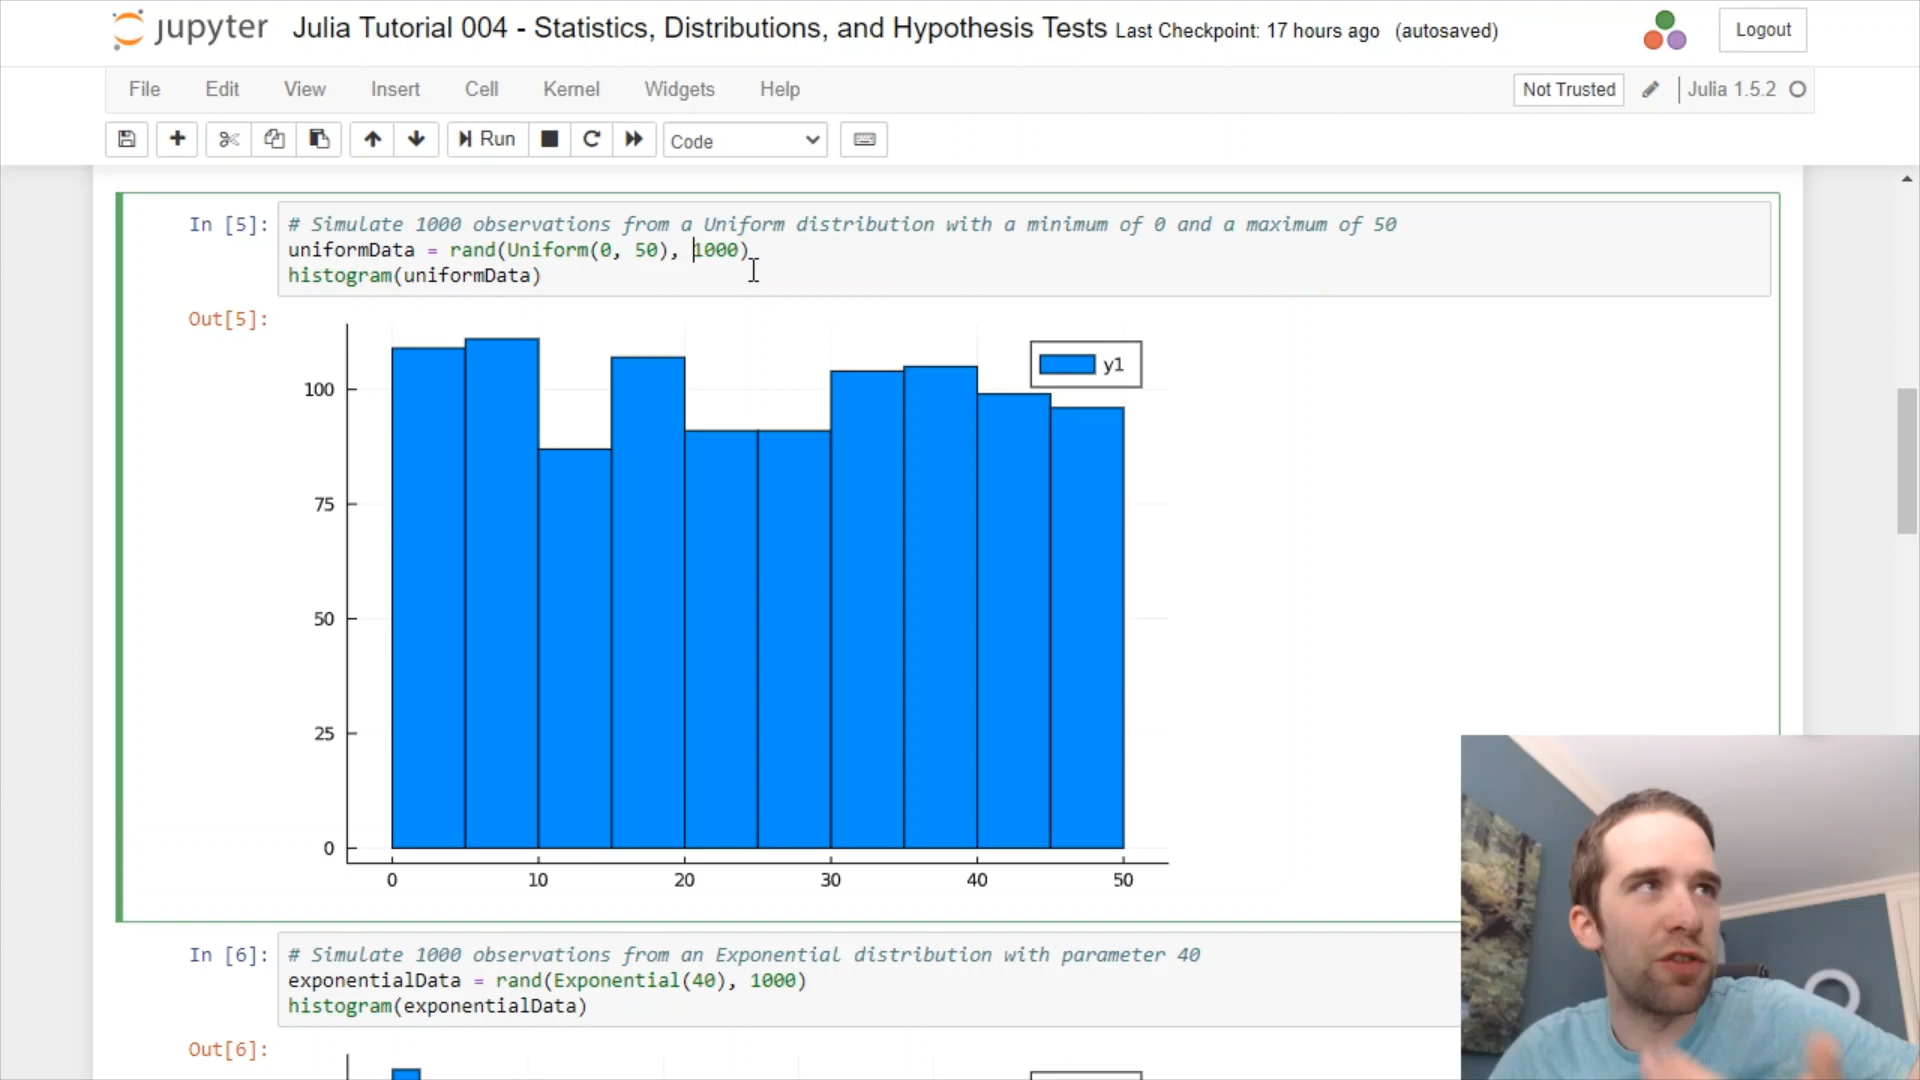 jupyter Julia Tutorial 004 - Statistics, Distributions, and Hypothesis Tests Last Checkpoint: 17 hours ago (autosaved) Logout
File Edit View Insert Cell Kernel Widgets Help Not Trusted Julia 1.5.2
Run Code
In [5]: # Simulate 1000 observations from a Uniform distribution with a minimum of 0 and a maximum of 50
uniformData = rand(Uniform(0, 50), 1000)
histogram(uniformData)
Out[5]:
y1
100
75
50
25
0
0 10 20 30 40 50
In [6]: # Simulate 1000 observations from an Exponential distribution with parameter 40
exponentialData = rand(Exponential(40), 1000)
histogram(exponentialData)
Out[6]: